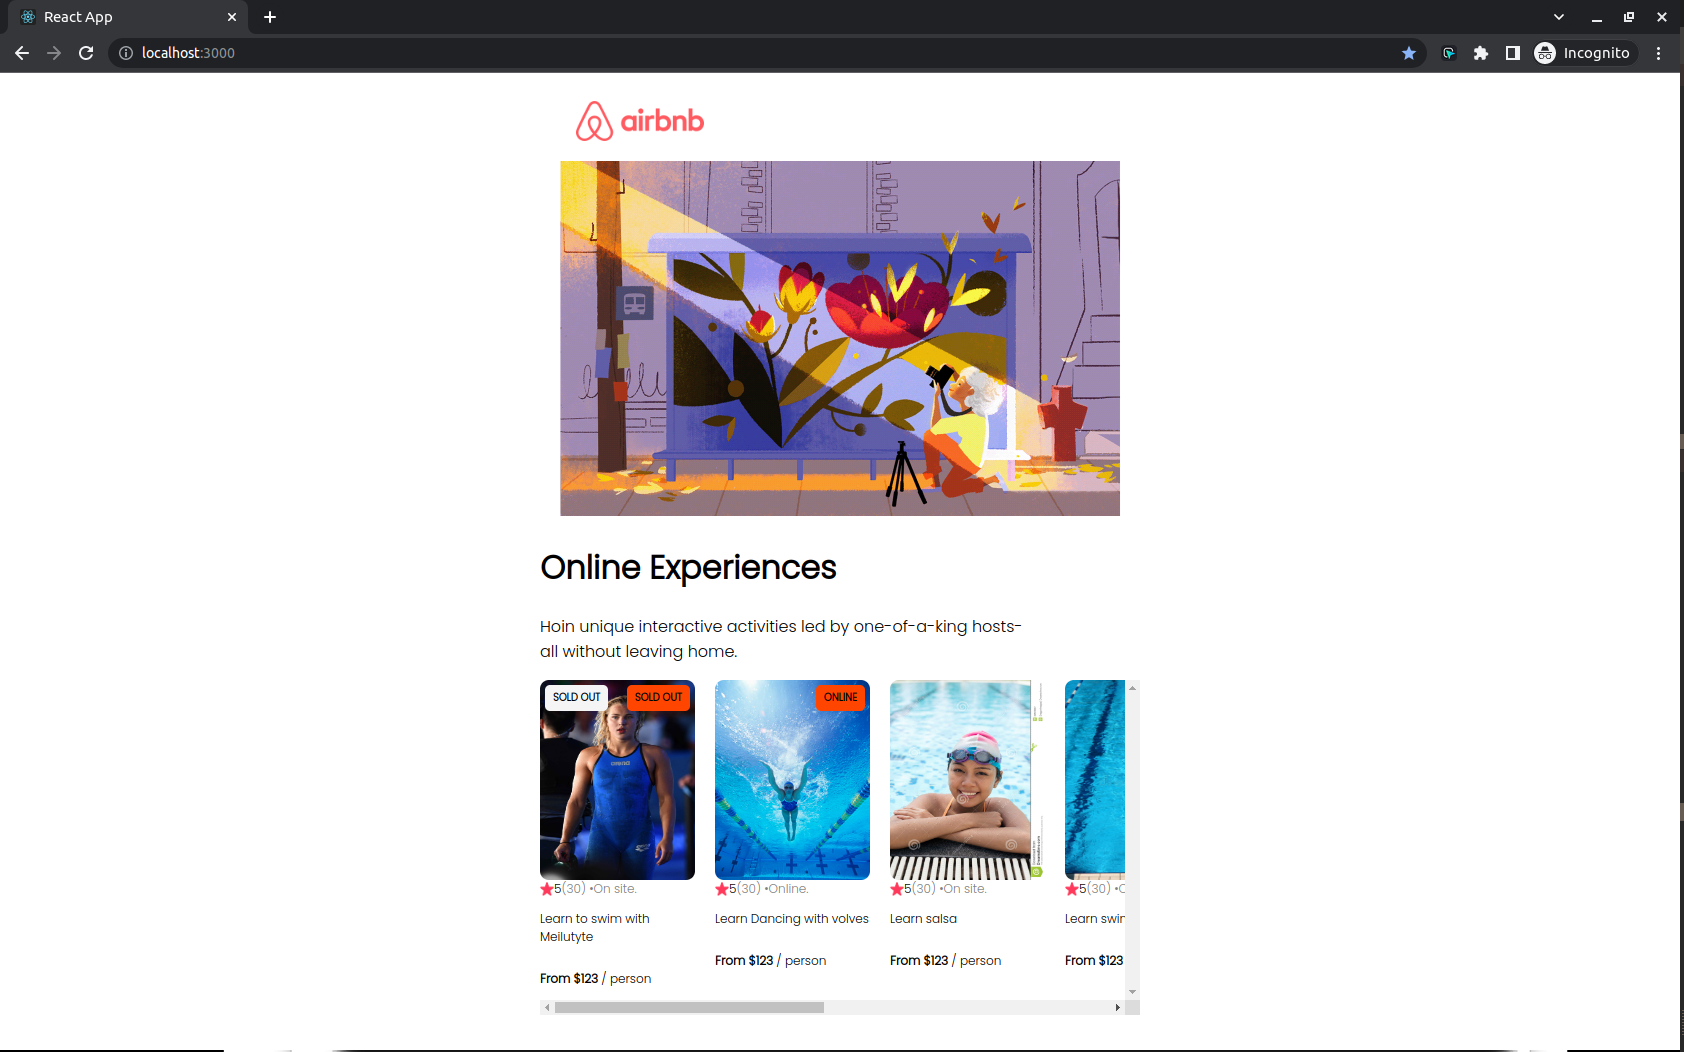 React App
localhost:3000
Incognito
airbnb
Online Experiences
Hoin unique interactive activities led by one-of-a-king hosts-
all without leaving home.
SOLD OUT
SOLD OUT
ONLINE
arena
5(30) •On site.
5(30) •Online.
5(30) •On site.
5(30) •O
Learn to swim with
Meilutyte
Learn Dancing with volves
Learn salsa
Learn swim
From $123 / person
From $123 / person
From $123 / person
From $123